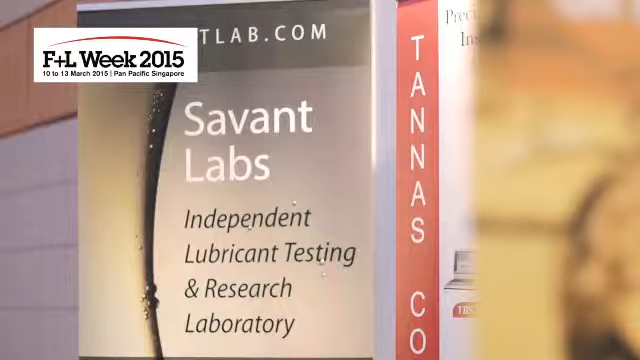 F+L Week 2015
10 to 13 March 2015 | Pan Pacific Singapore
TLAB.COM
Savant
Labs
Independent
Lubricant Testing
& Research
Laboratory
TANNAS CO